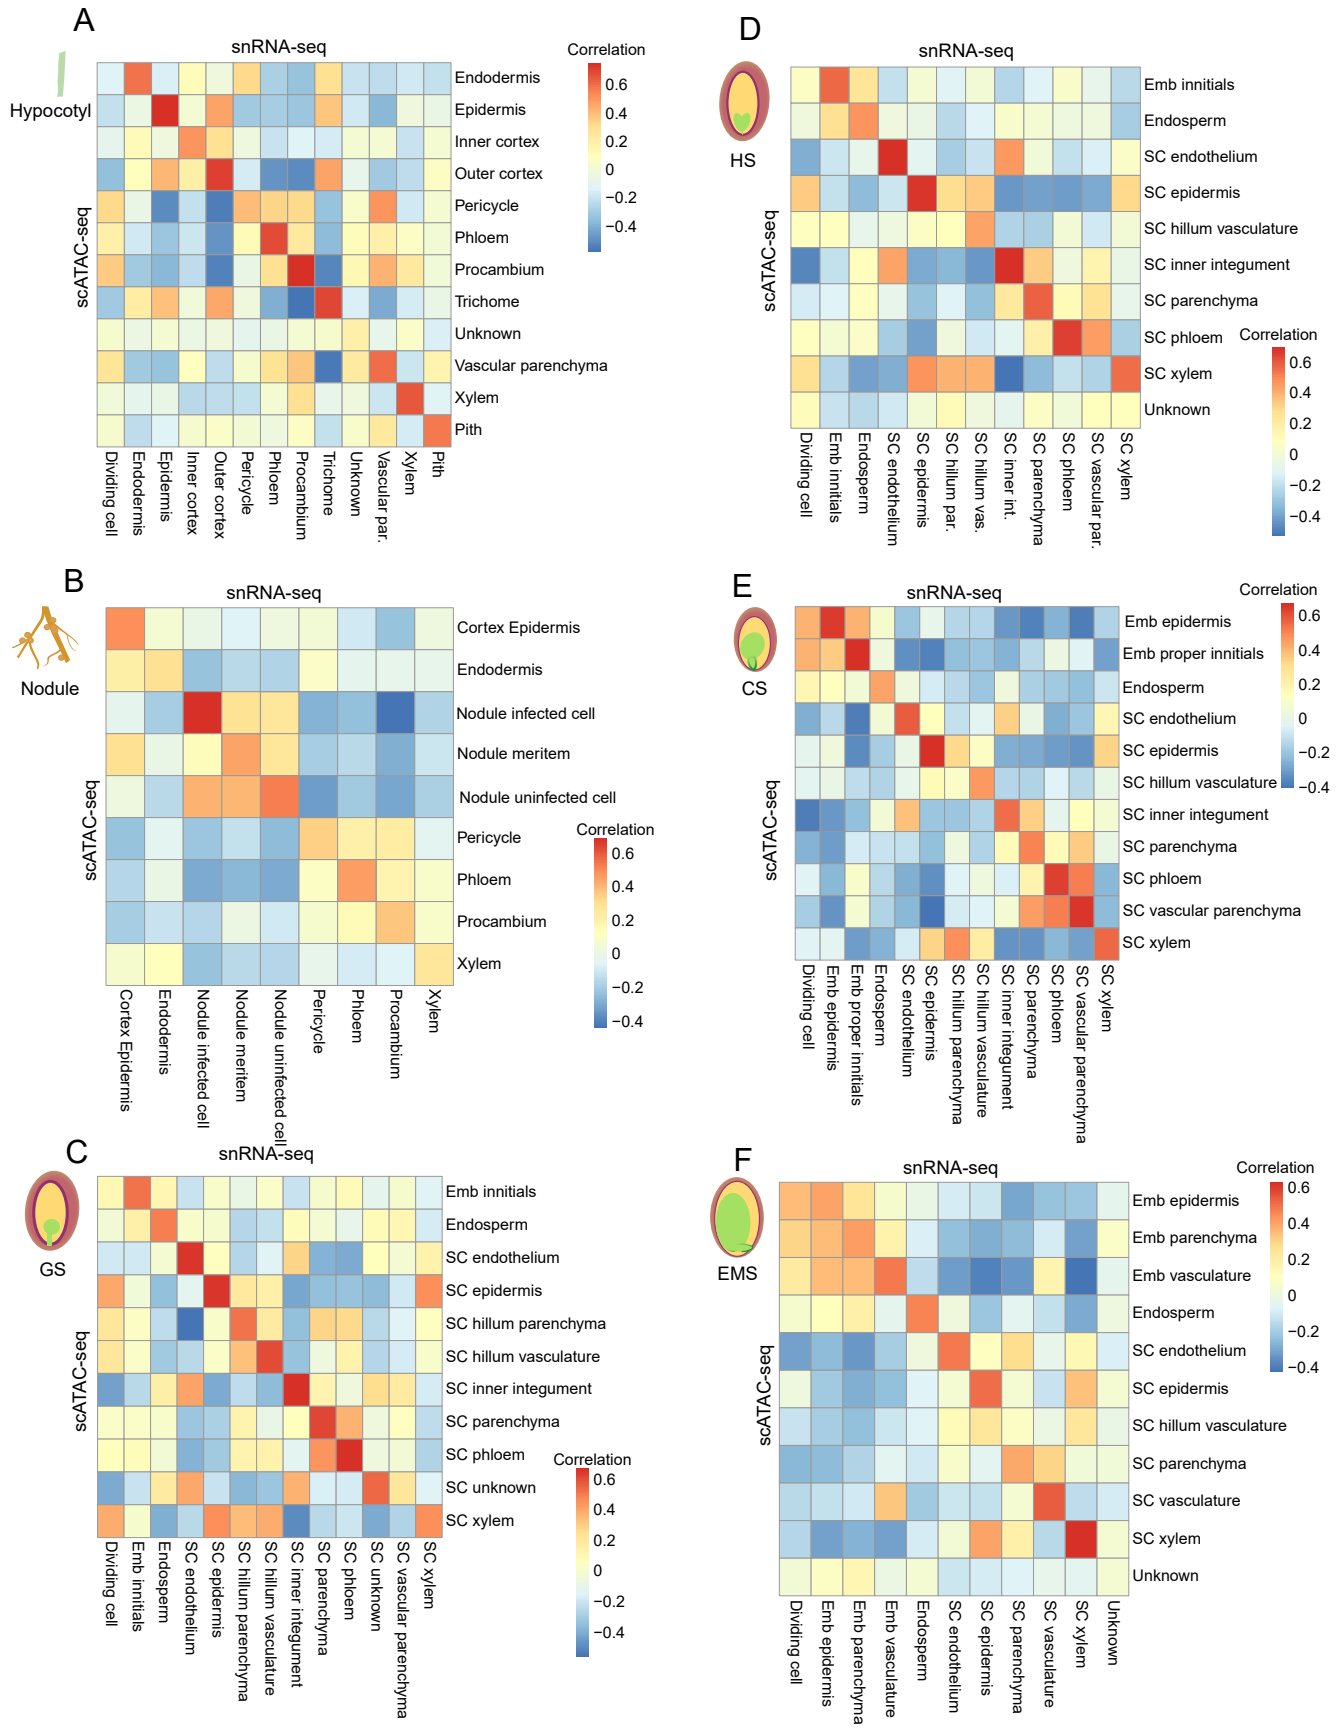 A
snRNA-seq
Hypocotyl
scATAC-seq
Endodermis
Epidermis
Inner cortex
Outer cortex
Pericycle
Phloem
Procambium
Trichome
Unknown
Vascular parenchyma
Xylem
Pith
Dividing cell
Endodermis
Epidermis
Inner cortex
Outer cortex
Pericycle
Phloem
Procambium
Trichome
Unknown
Vascular par.
Xylem
Pith
Correlation
0.6
0.4
0.2
0
−0.2
−0.4
B
snRNA-seq
Nodule
scATAC-seq
Cortex Epidermis
Endodermis
Nodule infected cell
Nodule meritem
Nodule uninfected cell
Pericycle
Phloem
Procambium
Xylem
Cortex Epidermis
Endodermis
Nodule infected cell
Nodule meritem
Nodule uninfected cell
Pericycle
Phloem
Procambium
Xylem
Correlation
0.6
0.4
0.2
0
−0.2
−0.4
C
snRNA-seq
GS
scATAC-seq
Emb innitials
Endosperm
SC endothelium
SC epidermis
SC hillum parenchyma
SC hillum vasculature
SC inner integument
SC parenchyma
SC phloem
SC unknown
SC xylem
Dividing cell
Emb innitials
Endosperm
SC endothelium
SC epidermis
SC hillum parenchyma
SC hillum vasculature
SC inner integument
SC parenchyma
SC phloem
SC unknown
SC vascular parenchyma
SC xylem
Correlation
0.6
0.4
0.2
0
−0.2
−0.4
D
snRNA-seq
HS
scATAC-seq
Emb innitials
Endosperm
SC endothelium
SC epidermis
SC hillum vasculature
SC inner integument
SC parenchyma
SC phloem
SC xylem
Unknown
Dividing cell
Emb innitials
Endosperm
SC endothelium
SC epidermis
SC hillum par.
SC hillum vas.
SC inner int.
SC parenchyma
SC phloem
SC vascular par.
SC xylem
Correlation
0.6
0.4
0.2
0
−0.2
−0.4
E
snRNA-seq
CS
scATAC-seq
Emb epidermis
Emb proper innitials
Endosperm
SC endothelium
SC epidermis
SC hillum vasculature
SC inner integument
SC parenchyma
SC phloem
SC vascular parenchyma
SC xylem
Dividing cell
Emb epidermis
Emb proper innitials
Endosperm
SC endothelium
SC epidermis
SC hillum parenchyma
SC hillum vasculature
SC inner integument
SC parenchyma
SC phloem
SC vascular parenchyma
SC xylem
Correlation
0.6
0.4
0.2
0
−0.2
−0.4
F
snRNA-seq
EMS
scATAC-seq
Emb epidermis
Emb parenchyma
Emb vasculature
Endosperm
SC endothelium
SC epidermis
SC hillum vasculature
SC parenchyma
SC vasculature
SC xylem
Unknown
Dividing cell
Emb epidermis
Emb parenchyma
Emb vasculature
Endosperm
SC endothelium
SC epidermis
SC parenchyma
SC vasculature
SC xylem
Unknown
Correlation
0.6
0.4
0.2
0
−0.2
−0.4